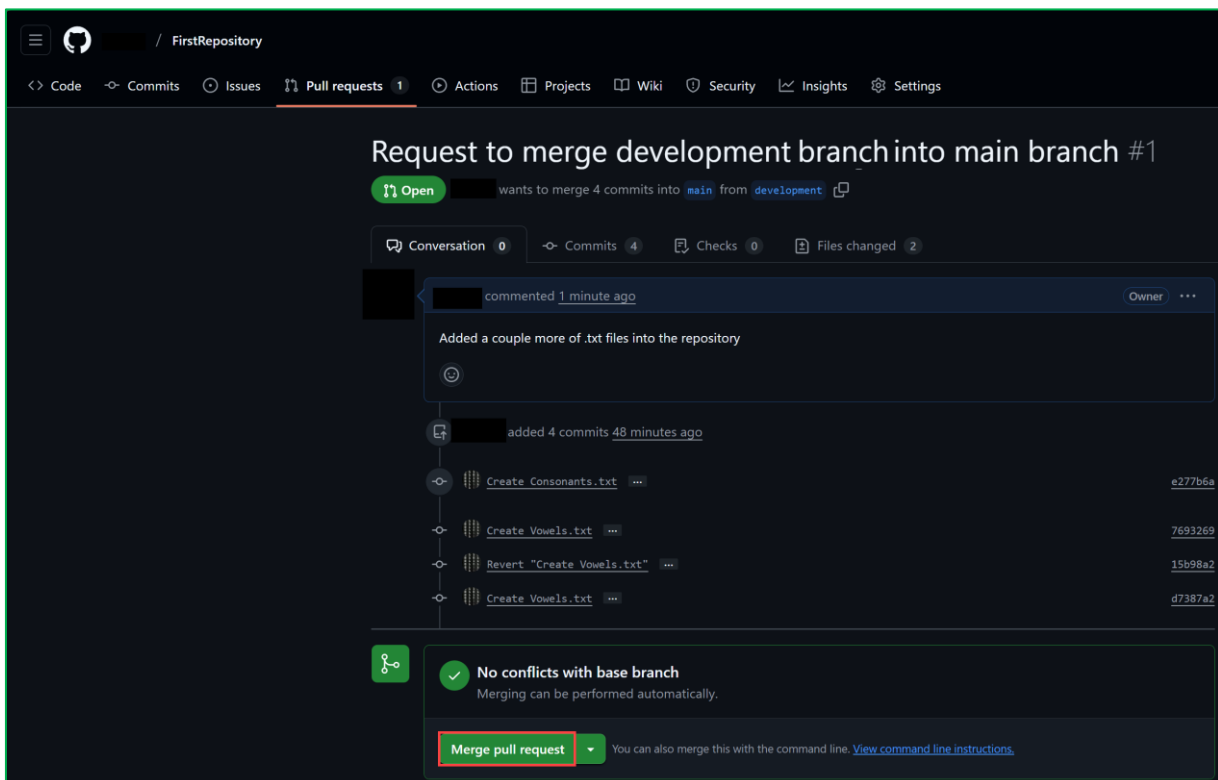 / FirstRepository
Code Commits Issues Pull requests 1 Actions Projects Wiki Security Insights Settings
Request to merge development branch into main branch #1
Open wants to merge 4 commits into main from development
Conversation 0 Commits 4 Checks 0 Files changed 2
commented 1 minute ago Owner ...
Added a couple more of .txt files into the repository
added 4 commits 48 minutes ago
Create Consonants.txt ... e277b6a
Create Vowels.txt ... 7693269
Revert "Create Vowels.txt" ... 15b98a2
Create Vowels.txt ... d7387a2
No conflicts with base branch
Merging can be performed automatically.
Merge pull request You can also merge this with the command line. View command line instructions.